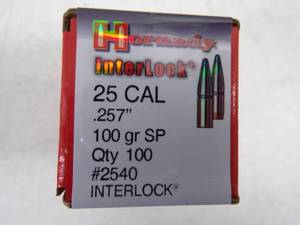 Hornady
InterLock®
25 CAL
.257"
100 gr SP
Qty 100
#2540
INTERLOCK®